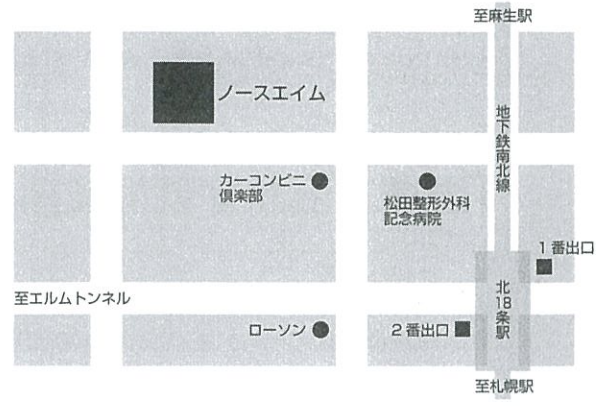 至麻生駅
ノースエイム
地下鉄南北線
カーコンビニ
倶楽部
松田整形外科
記念病院
1番出口
至エルムトンネル
北18条駅
ローソン
2番出口
至札幌駅